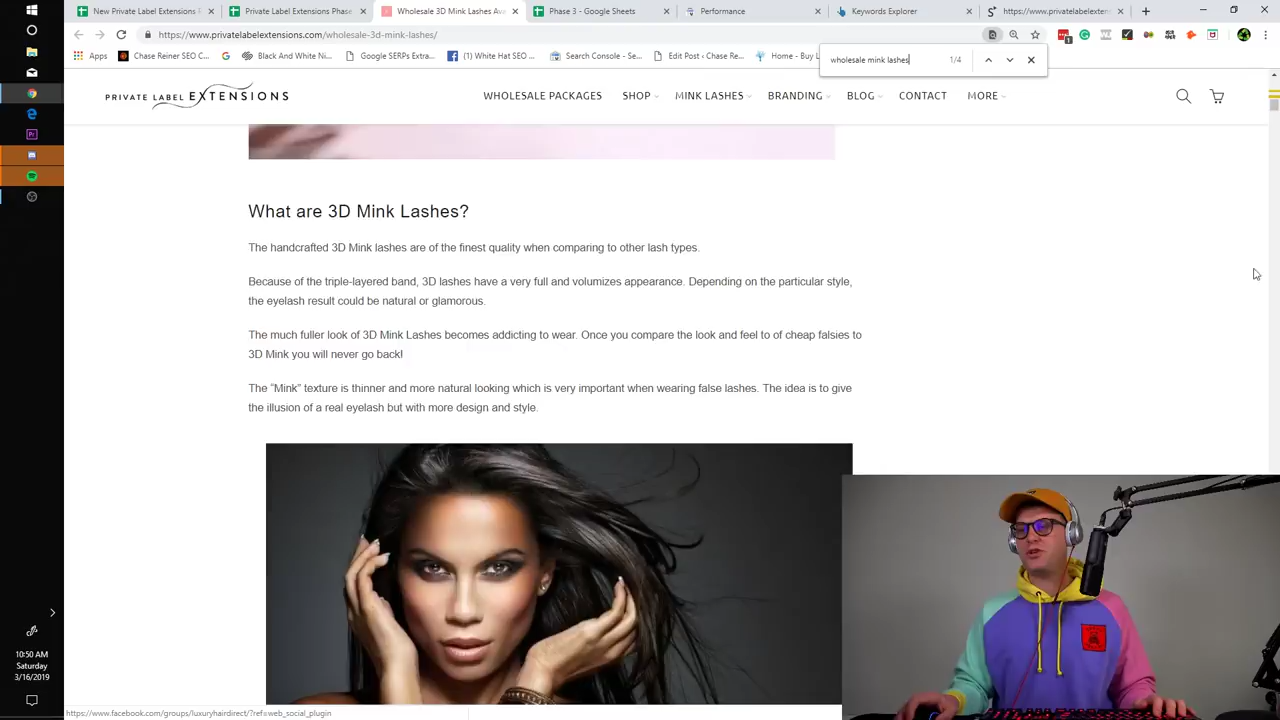 New Private Label Extensions F
Private Label Extensions Phase
Wholesale 3D Mink Lashes Ava
Phase 3 - Google Sheets
Performance
Keywords Explorer
https://www.privatelabelextens
https://www.privatelabelextensions.com/wholesale-3d-mink-lashes/
Apps
Chase Reiner SEO C
Black And White Ni
Google SERPs Extra
(1) White Hat SEO
Search Console - Se
Edit Post ‹ Chase Re
Home - Buy L
wholesale mink lashes
1/4
PRIVATE LABEL EXTENSIONS
WHOLESALE PACKAGES
SHOP
MINK LASHES
BRANDING
BLOG
CONTACT
MORE
What are 3D Mink Lashes?
The handcrafted 3D Mink lashes are of the finest quality when comparing to other lash types.
Because of the triple-layered band, 3D lashes have a very full and volumizes appearance. Depending on the particular style,
the eyelash result could be natural or glamorous.
The much fuller look of 3D Mink Lashes becomes addicting to wear. Once you compare the look and feel to of cheap falsies to
3D Mink you will never go back!
The “Mink” texture is thinner and more natural looking which is very important when wearing false lashes. The idea is to give
the illusion of a real eyelash but with more design and style.
10:50 AM
Saturday
3/16/2019
https://www.facebook.com/groups/luxuryhairdirect/?ref=web_social_plugin